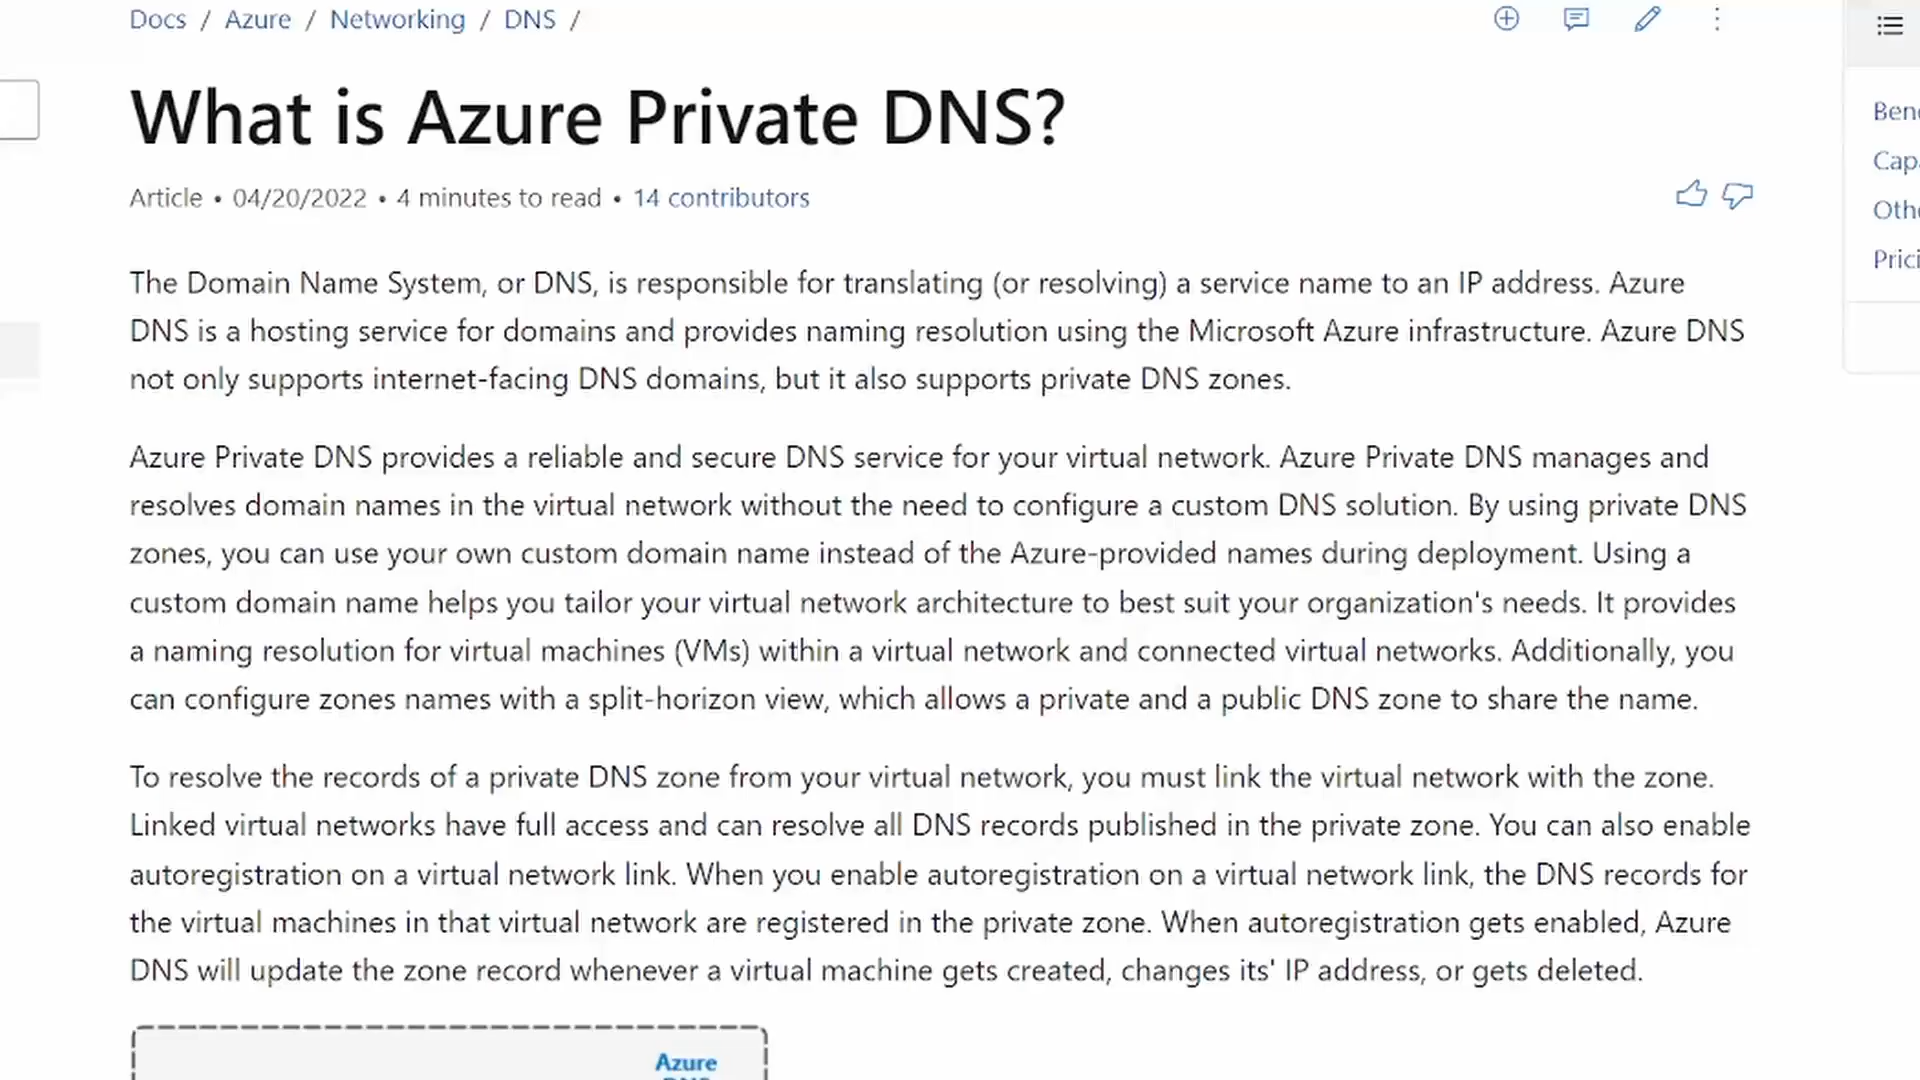 Docs / Azure / Networking / DNS /
What is Azure Private DNS?
Article • 04/20/2022 • 4 minutes to read • 14 contributors
The Domain Name System, or DNS, is responsible for translating (or resolving) a service name to an IP address. Azure
DNS is a hosting service for domains and provides naming resolution using the Microsoft Azure infrastructure. Azure DNS
not only supports internet-facing DNS domains, but it also supports private DNS zones.
Azure Private DNS provides a reliable and secure DNS service for your virtual network. Azure Private DNS manages and
resolves domain names in the virtual network without the need to configure a custom DNS solution. By using private DNS
zones, you can use your own custom domain name instead of the Azure-provided names during deployment. Using a
custom domain name helps you tailor your virtual network architecture to best suit your organization's needs. It provides
a naming resolution for virtual machines (VMs) within a virtual network and connected virtual networks. Additionally, you
can configure zones names with a split-horizon view, which allows a private and a public DNS zone to share the name.
To resolve the records of a private DNS zone from your virtual network, you must link the virtual network with the zone.
Linked virtual networks have full access and can resolve all DNS records published in the private zone. You can also enable
autoregistration on a virtual network link. When you enable autoregistration on a virtual network link, the DNS records for
the virtual machines in that virtual network are registered in the private zone. When autoregistration gets enabled, Azure
DNS will update the zone record whenever a virtual machine gets created, changes its' IP address, or gets deleted.
Azure